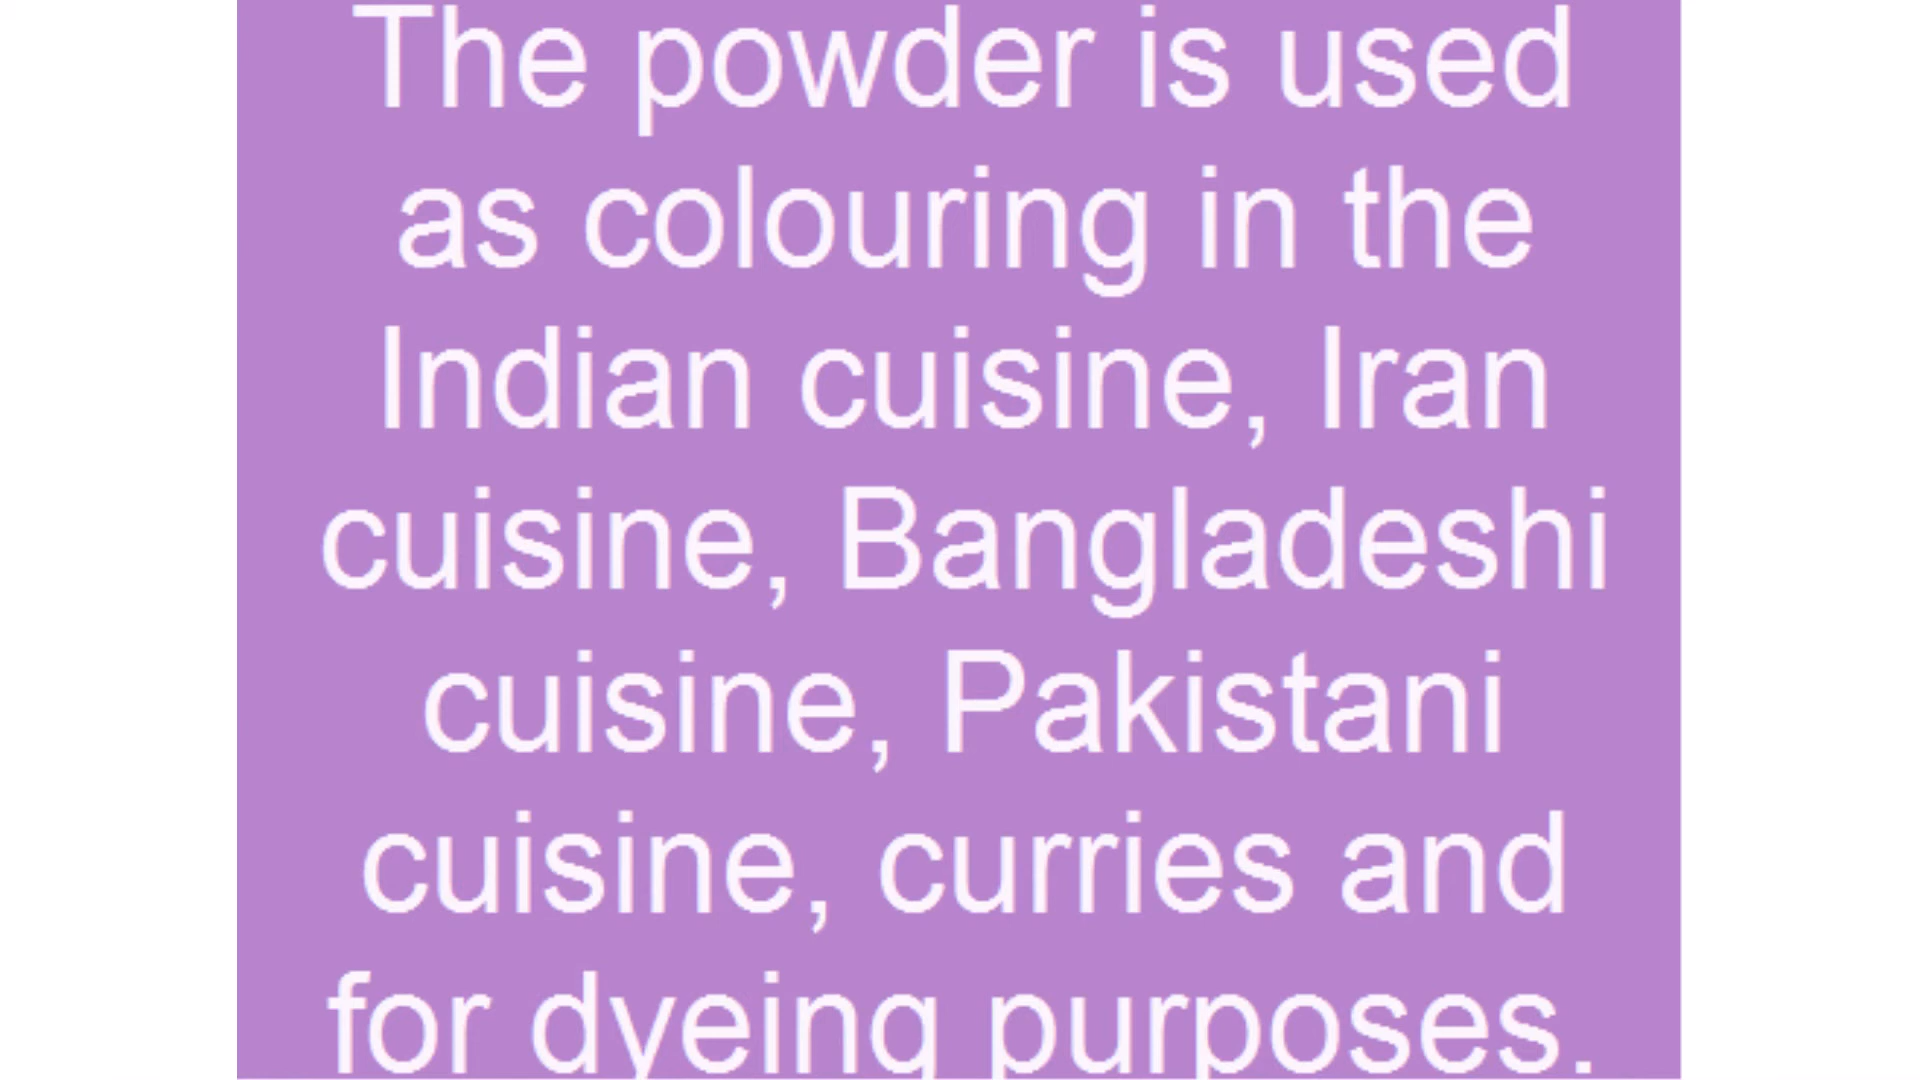 The powder is used
as colouring in the
Indian cuisine, Iran
cuisine, Bangladeshi
cuisine, Pakistani
cuisine, curries and
for dyeing purposes.